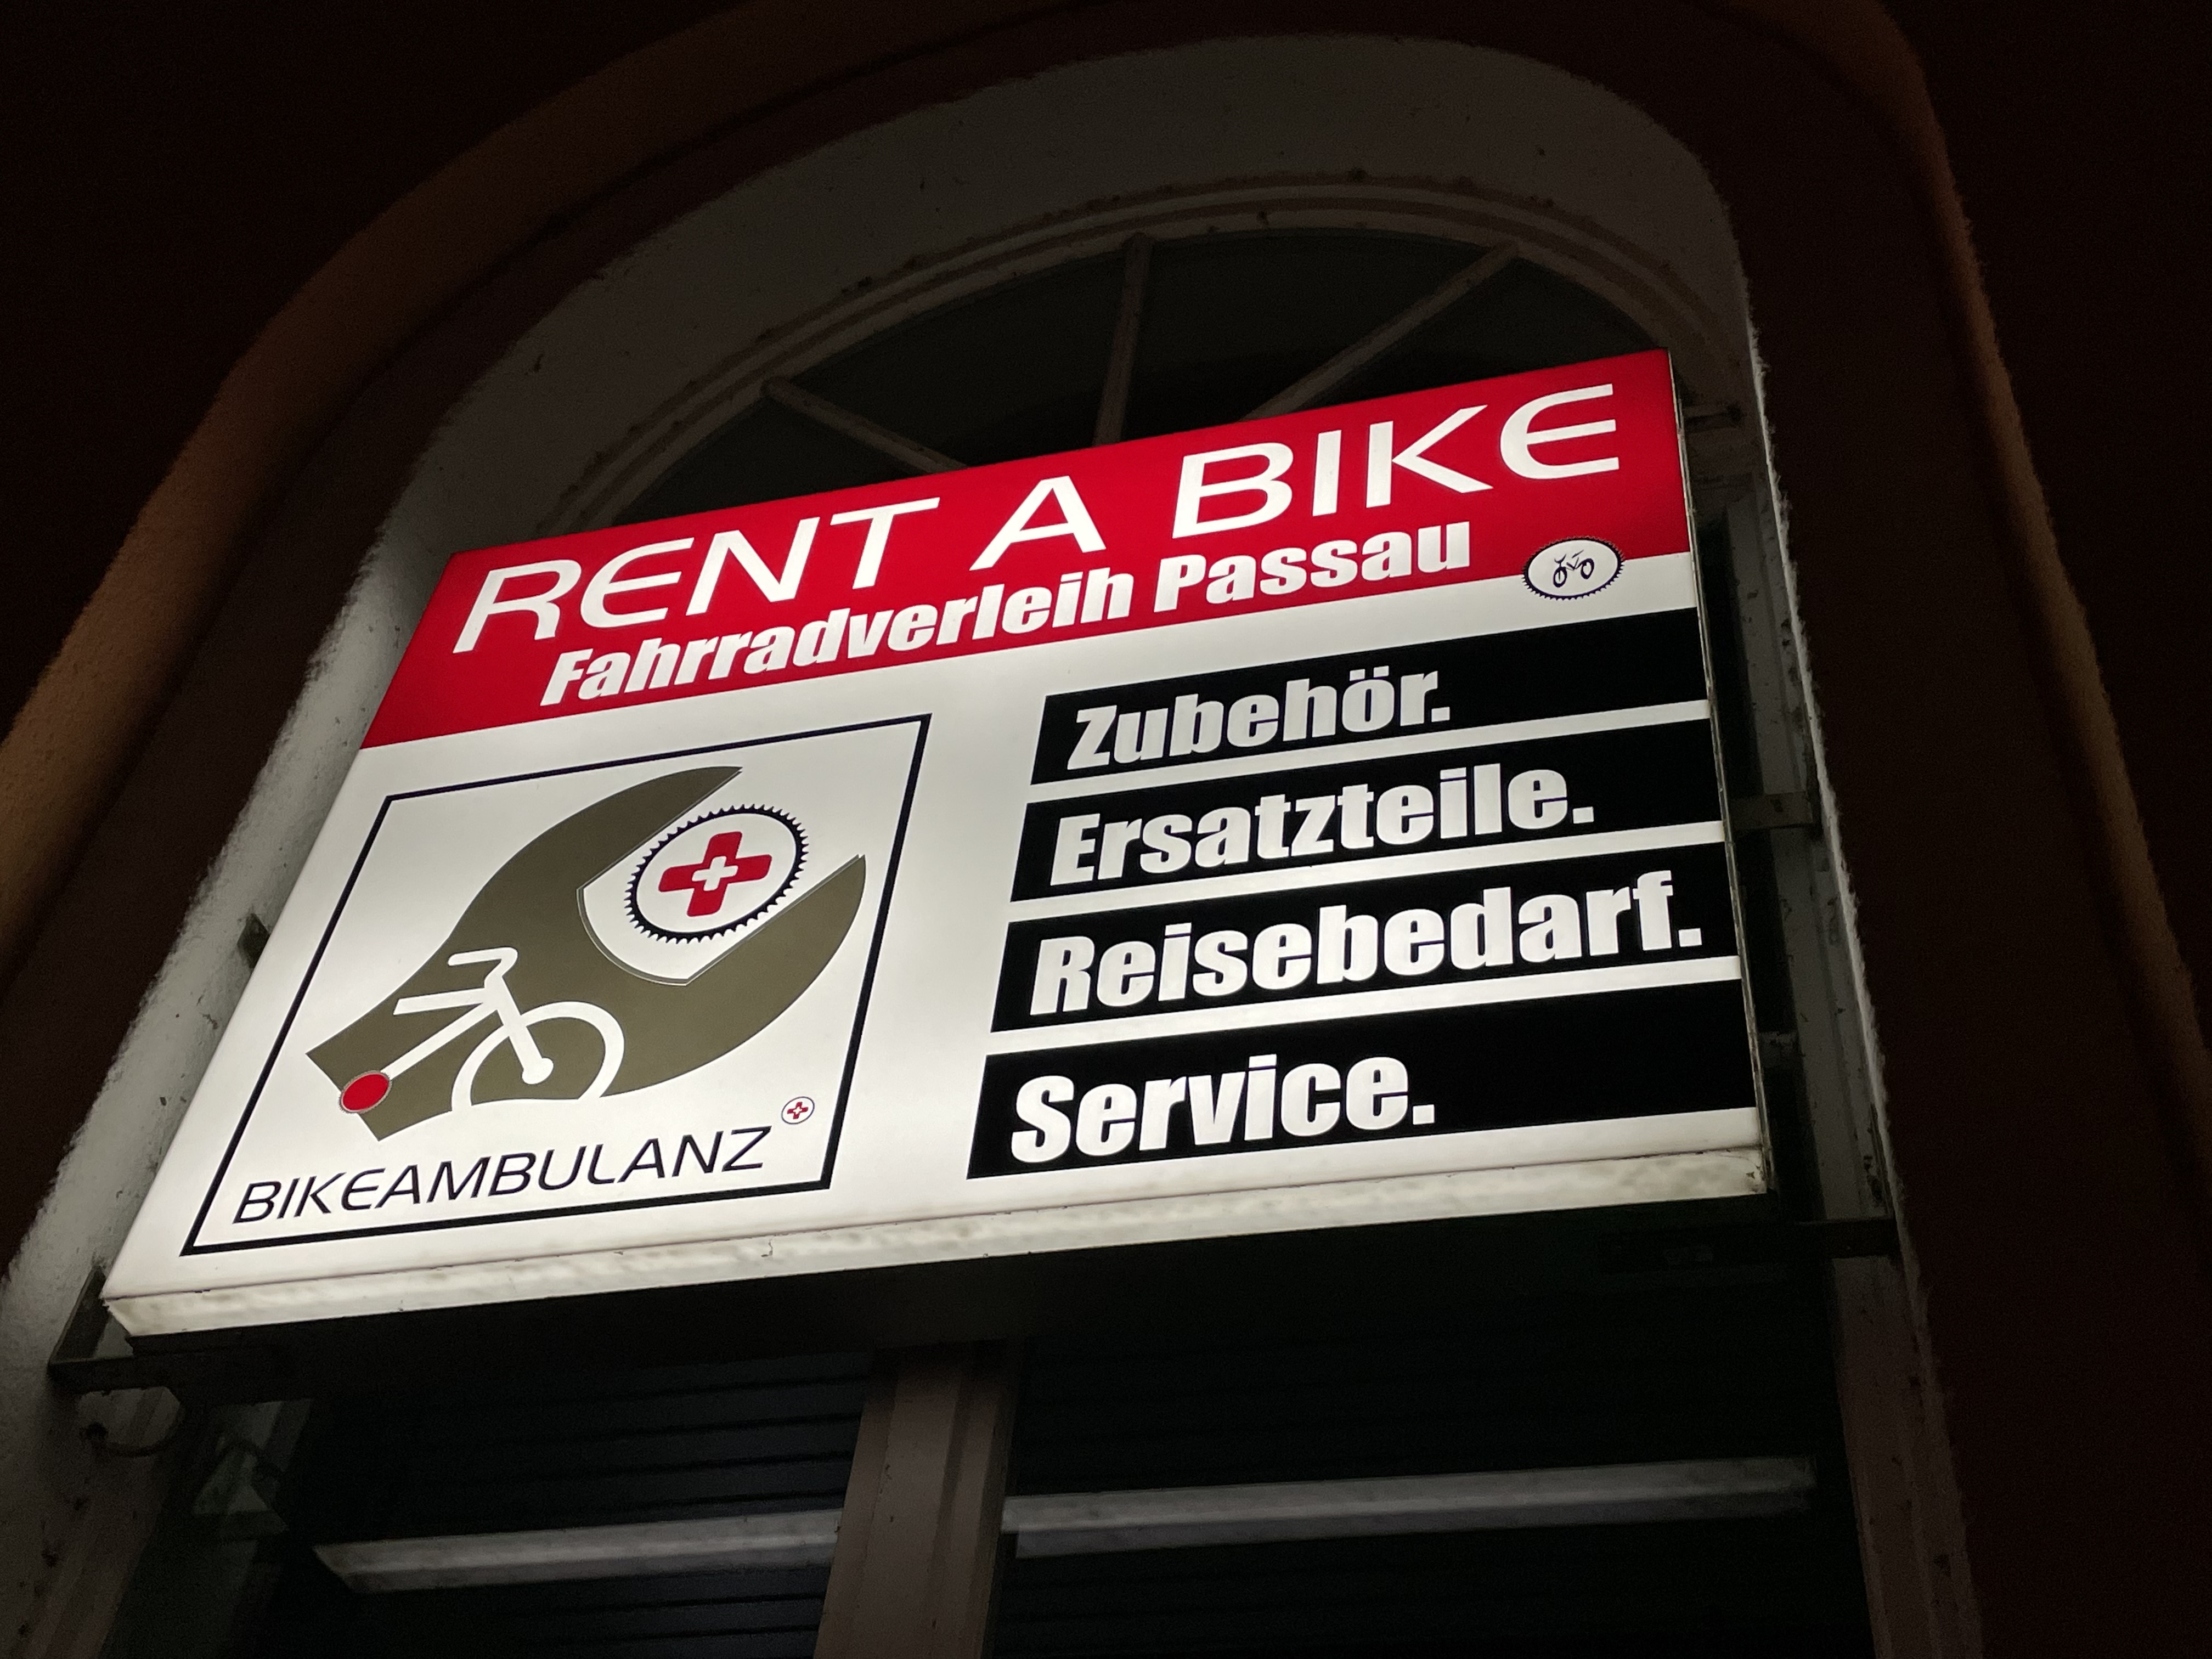 RENT A BIKE
Fahrradverleih Passau
BIKEAMBULANZ
Zubehör.
Ersatzteile.
Reisebedarf.
Service.